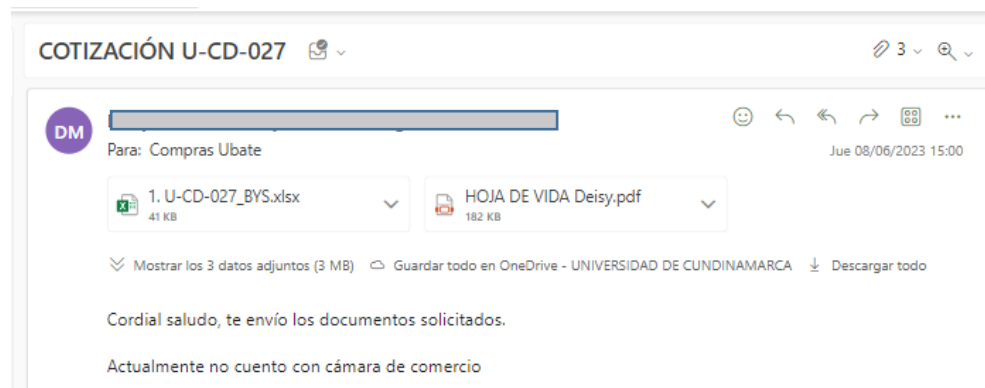 COTIZACIÓN U-CD-027
3
DM
Para: Compras Ubate
Jue 08/06/2023 15:00
1. U-CD-027_BYS.xlsx
41 KB
HOJA DE VIDA Deisy.pdf
182 KB
Mostrar los 3 datos adjuntos (3 MB) Guardar todo en OneDrive - UNIVERSIDAD DE CUNDINAMARCA Descargar todo
Cordial saludo, te envío los documentos solicitados.
Actualmente no cuento con cámara de comercio